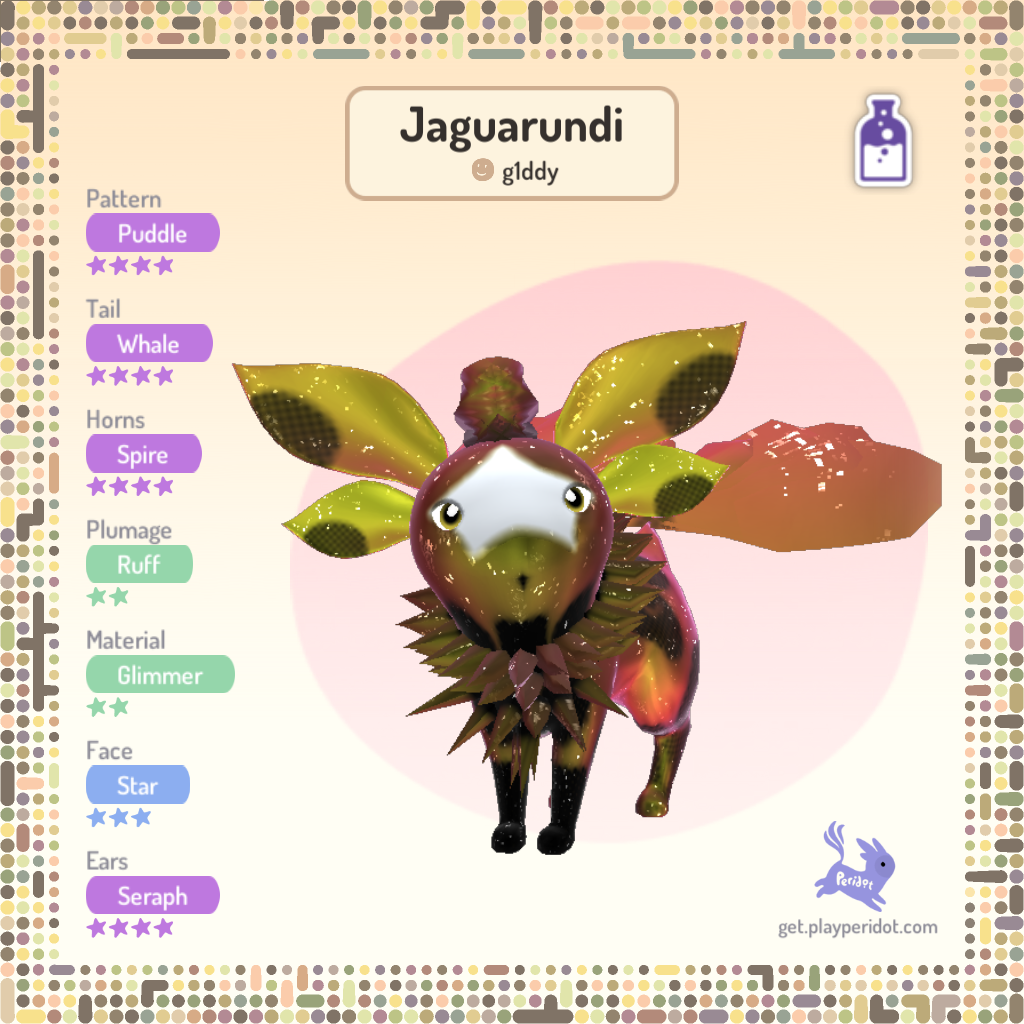 Jaguarundi
g1ddy
Pattern
Puddle
Tail
Whale
Horns
Spire
Plumage
Ruff
Material
Glimmer
Face
Star
Ears
Seraph
Peridot
get.playperidot.com